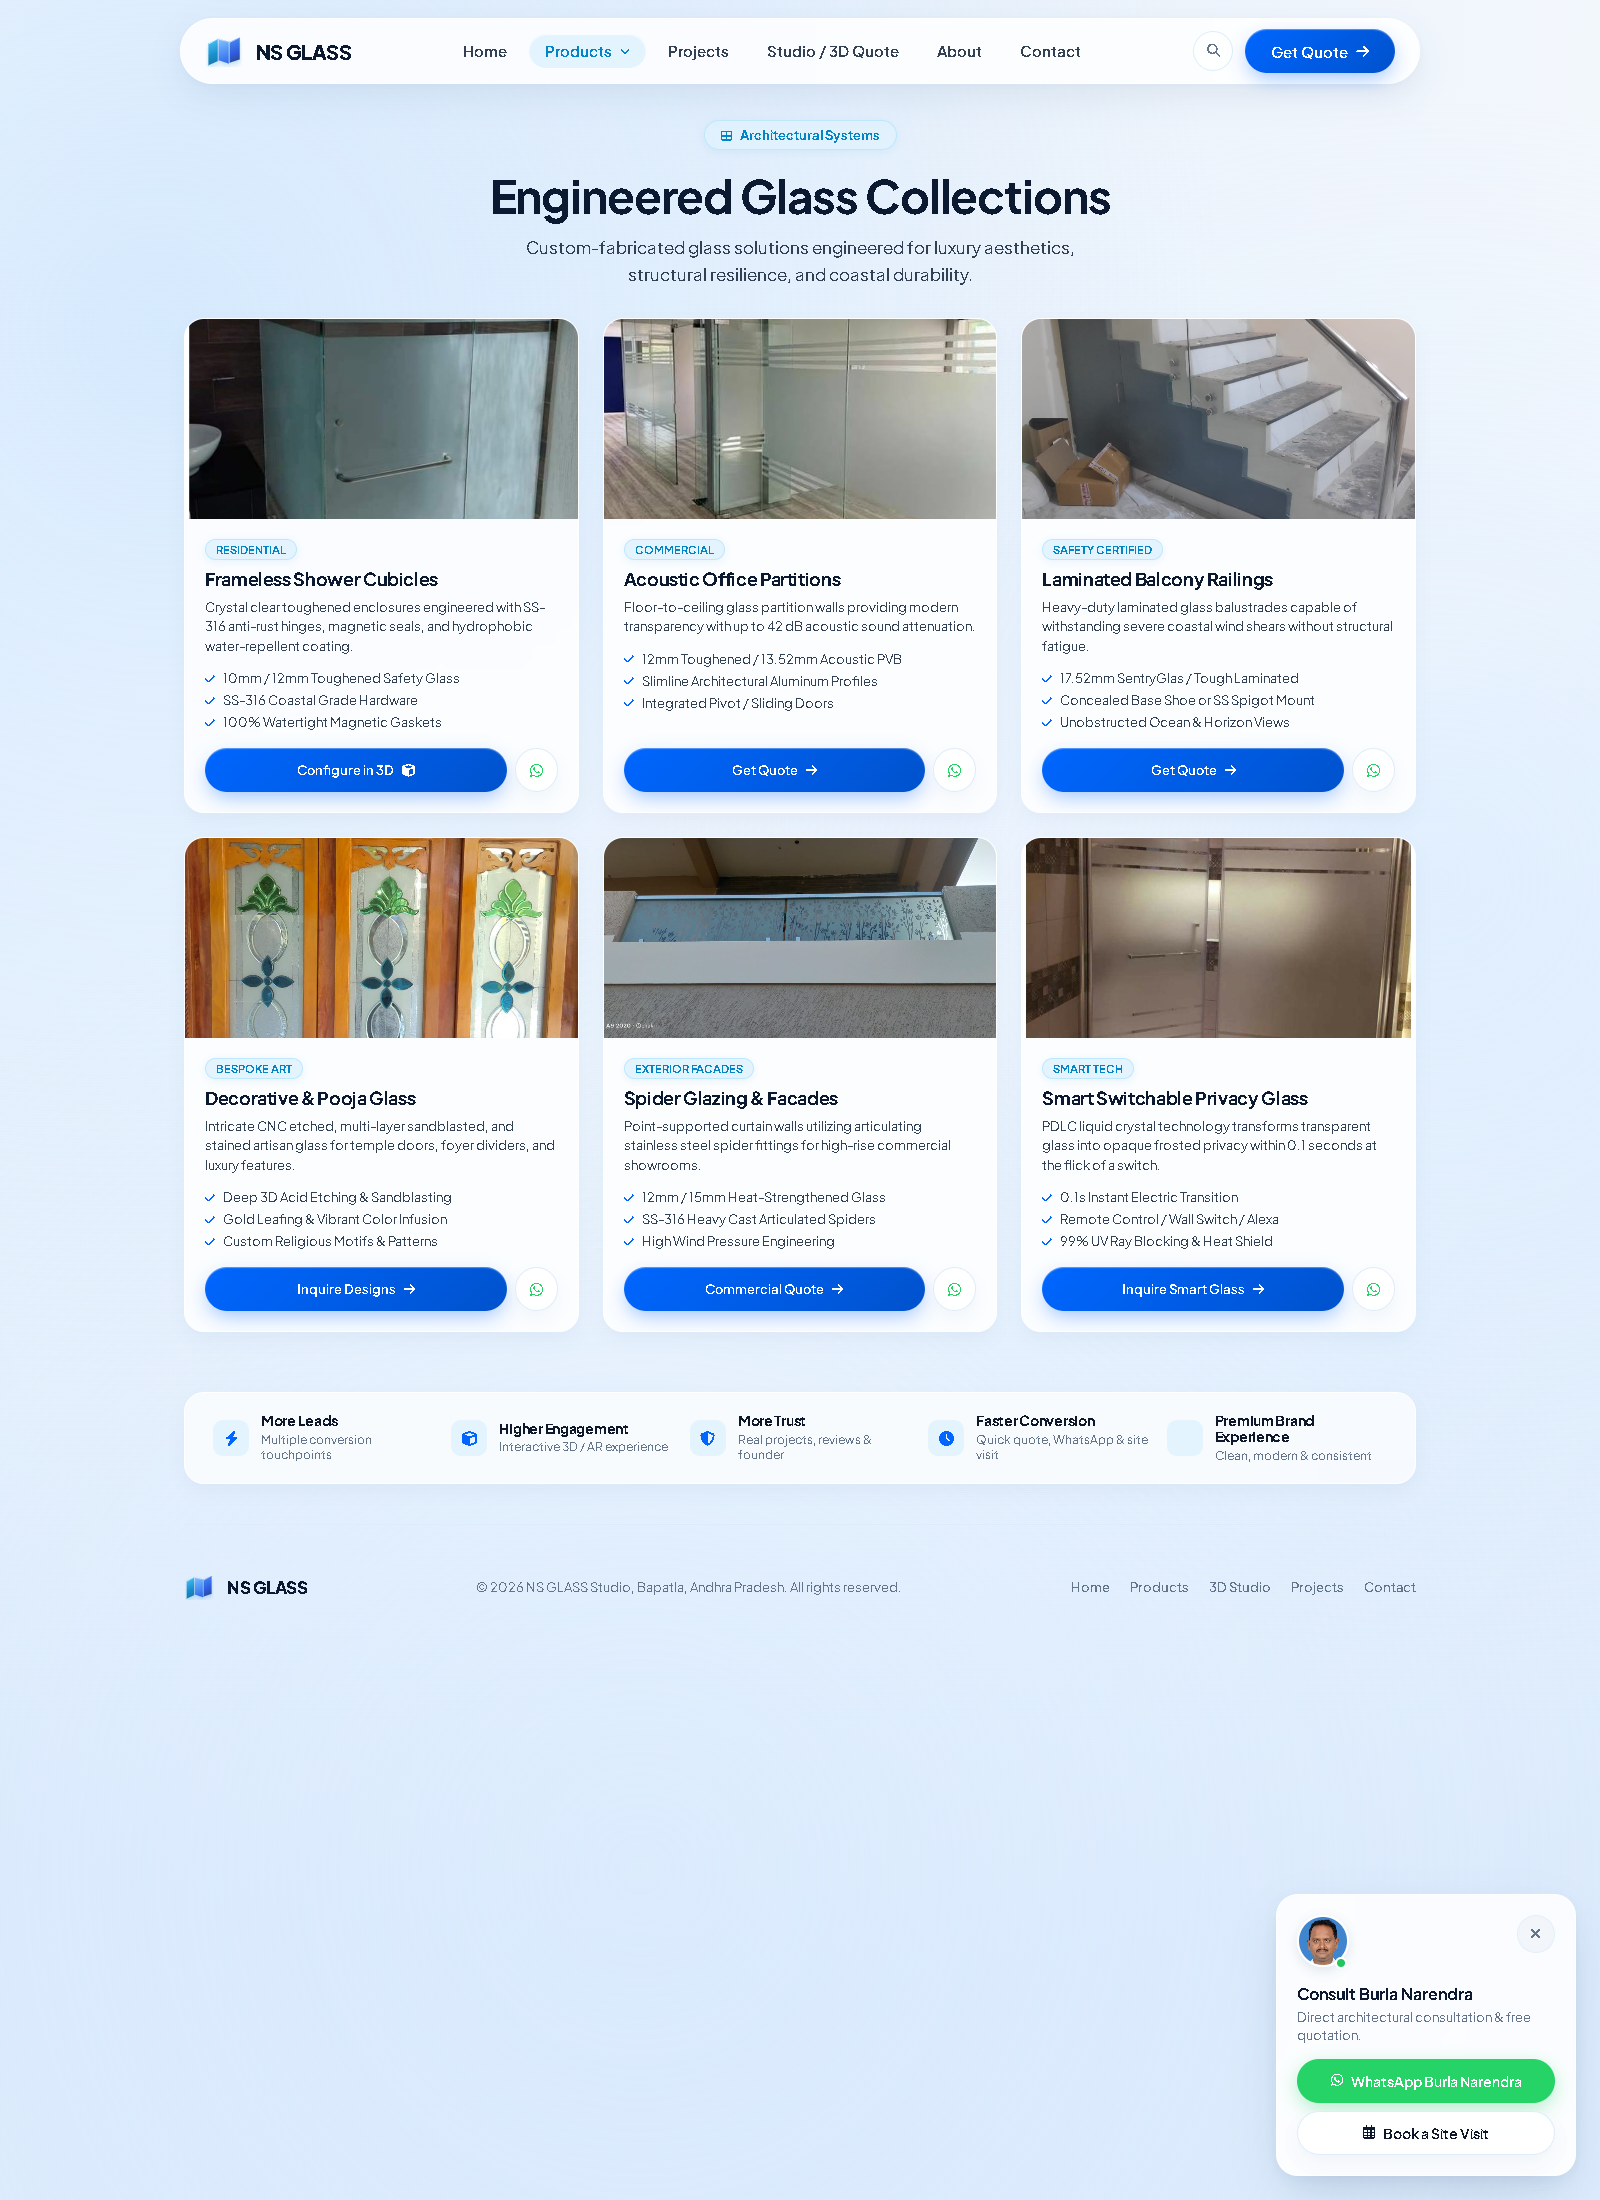 NS GLASS
Home
Products
Projects
Studio / 3D Quote
About
Contact
Get Quote
Architectural Systems
Engineered Glass Collections
Custom-fabricated glass solutions engineered for luxury aesthetics,
structural resilience, and coastal durability.
RESIDENTIAL
Frameless Shower Cubicles
Crystal clear toughened enclosures engineered with SS-
316 anti-rust hinges, magnetic seals, and hydrophobic
water-repellent coating.
10mm / 12mm Toughened Safety Glass
SS-316 Coastal Grade Hardware
100% Watertight Magnetic Gaskets
Configure in 3D
COMMERCIAL
Acoustic Office Partitions
Floor-to-ceiling glass partition walls providing modern
transparency with up to 42 dB acoustic sound attenuation.
12mm Toughened / 13.52mm Acoustic PVB
Slimline Architectural Aluminum Profiles
Integrated Pivot / Sliding Doors
Get Quote
SAFETY CERTIFIED
Laminated Balcony Railings
Heavy-duty laminated glass balustrades capable of
withstanding severe coastal wind shears without structural
fatigue.
17.52mm SentryGlas / Tough Laminated
Concealed Base Shoe or SS Spigot Mount
Unobstructed Ocean & Horizon Views
Get Quote
BESPOKE ART
Decorative & Pooja Glass
Intricate CNC etched, multi-layer sandblasted, and
stained artisan glass for temple doors, foyer dividers, and
luxury features.
Deep 3D Acid Etching & Sandblasting
Gold Leafing & Vibrant Color Infusion
Custom Religious Motifs & Patterns
Inquire Designs
EXTERIOR FACADES
Spider Glazing & Facades
Point-supported curtain walls utilizing articulating
stainless steel spider fittings for high-rise commercial
showrooms.
12mm / 15mm Heat-Strengthened Glass
SS-316 Heavy Cast Articulated Spiders
High Wind Pressure Engineering
Commercial Quote
SMART TECH
Smart Switchable Privacy Glass
PDLC liquid crystal technology transforms transparent
glass into opaque frosted privacy within 0.1 seconds at
the flick of a switch.
0.1s Instant Electric Transition
Remote Control / Wall Switch / Alexa
99% UV Ray Blocking & Heat Shield
Inquire Smart Glass
More Leads
Multiple conversion
touchpoints
Higher Engagement
Interactive 3D / AR experience
More Trust
Real projects, reviews &
founder
Faster Conversion
Quick quote, WhatsApp & site
visit
Premium Brand
Experience
Clean, modern & consistent
NS GLASS
© 2026 NS GLASS Studio, Bapatla, Andhra Pradesh. All rights reserved.
Home
Products
3D Studio
Projects
Contact
Consult Burla Narendra
Direct architectural consultation & free
quotation.
WhatsApp Burla Narendra
Book a Site Visit